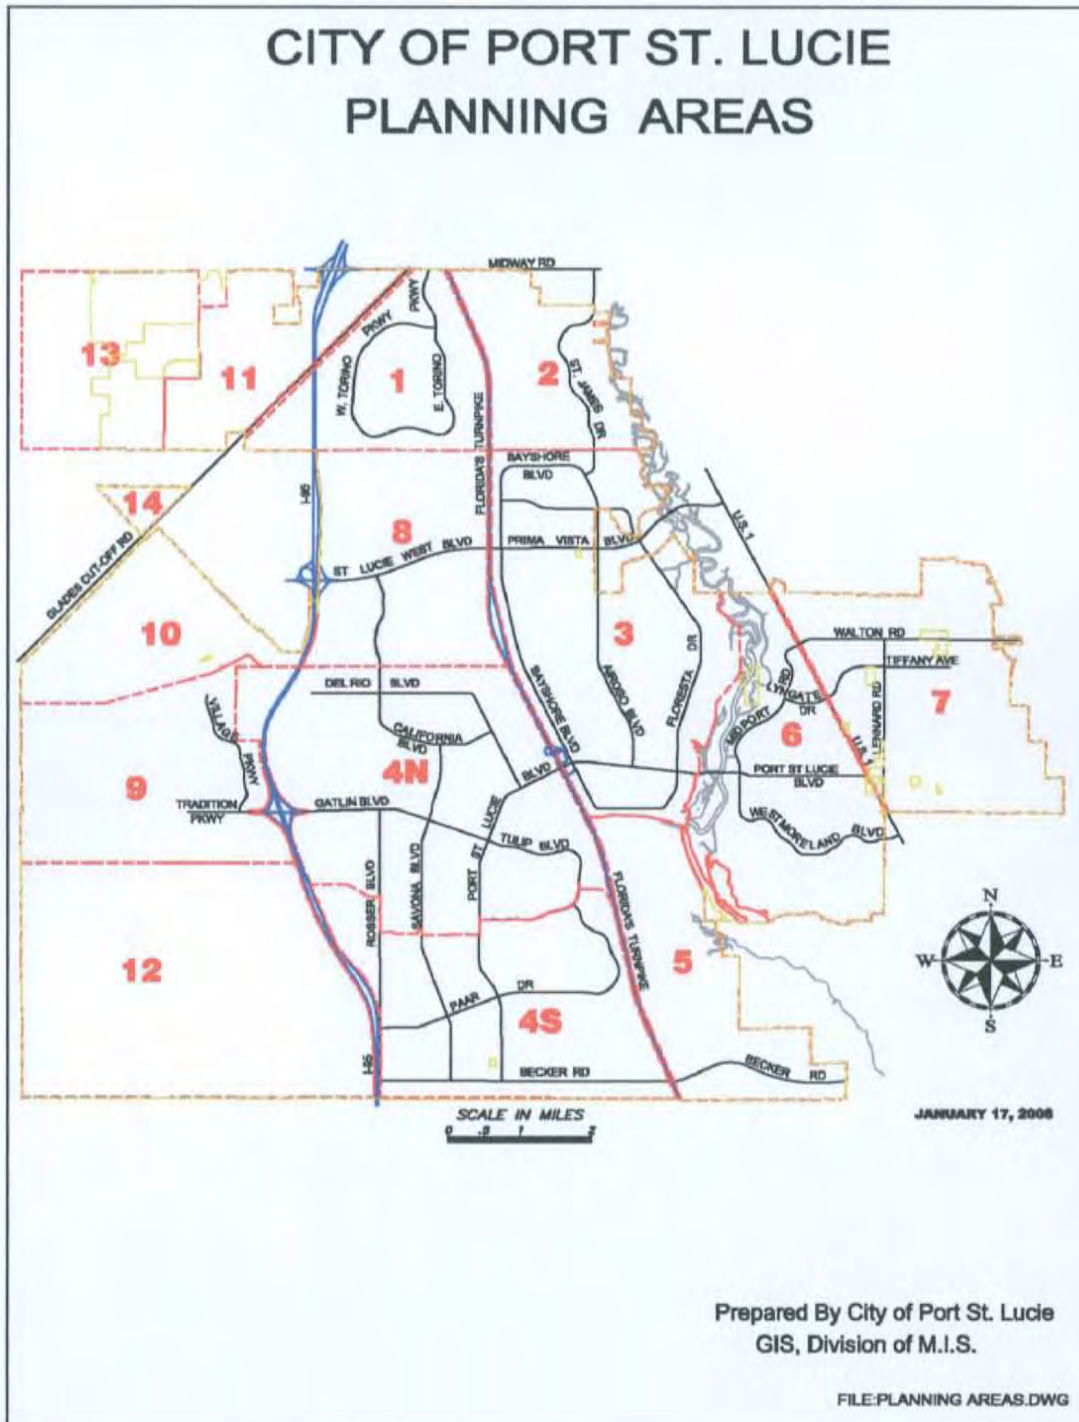 CITY OF PORT ST. LUCIE
PLANNING AREAS
MIDWAY RD
PKWY
PKWY
13
11
1
2
W. TORINO
E. TORINO
ST. JAMES DR
FLORIDA'S TURNPIKE
BAYSHORE
BLVD
I-95
14
8
U.S. 1
GLADES CUT-OFF RD
ST LUCIE WEST BLVD
PRIMA VISTA BLVD
10
3
WALTON RD
TIFFANY AVE
DEL RIO BLVD
BAYSHORE BLVD
AIROSO BLVD
FLORESTA DR
LYNGATE
DR
MIDPORT
RD
6
LENNARD RD
7
VILLAGE
PKWY
CALIFORNIA
BLVD
4N
U.S.
9
BLVD
PORT ST LUCIE
BLVD
TRADITION
PKWY
GATLIN BLVD
LUCIE
TULIP BLVD
WESTMORELAND BLVD
ROSSER BLVD
SAVONA BLVD
PORT ST
FLORIDA'S TURNPIKE
12
5
N
W
E
S
PAAR DR
4S
I-95
BECKER RD
BECKER RD
SCALE IN MILES
0 .5 1 2
JANUARY 17, 2008
Prepared By City of Port St. Lucie
GIS, Division of M.I.S.
FILE:PLANNING AREAS.DWG